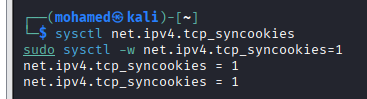 ┌──(mohamed㉿kali)-[~]
└─$ sysctl net.ipv4.tcp_syncookies
sudo sysctl -w net.ipv4.tcp_syncookies=1
net.ipv4.tcp_syncookies = 1
net.ipv4.tcp_syncookies = 1